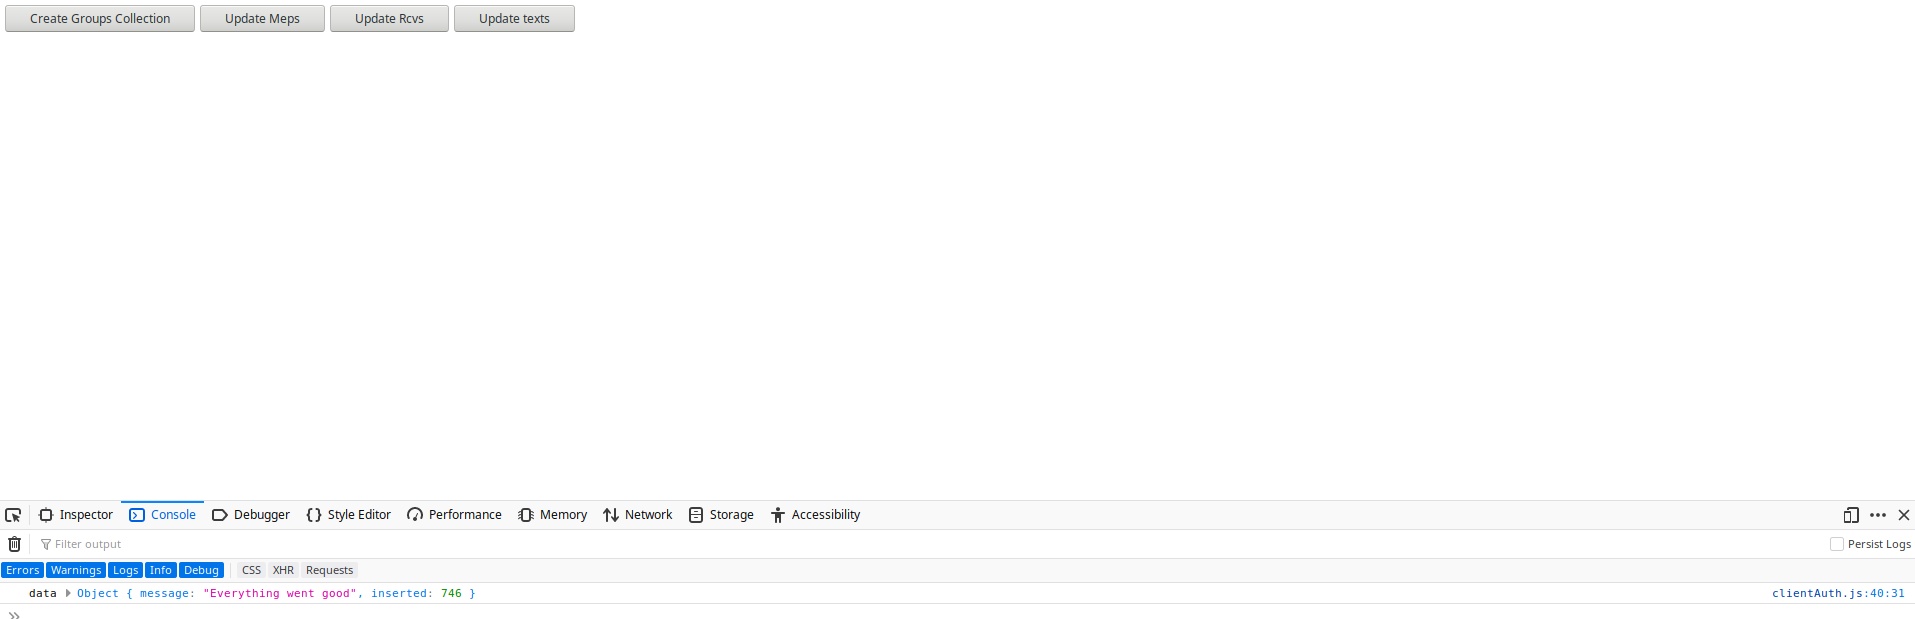 Create Groups Collection Update Meps Update Rcvs Update texts
Inspector Console Debugger Style Editor Performance Memory Network Storage Accessibility
Filter output Persist Logs
Errors Warnings Logs Info Debug CSS XHR Requests
data Object { message: "Everything went good", inserted: 746 } clientAuth.js:40:31